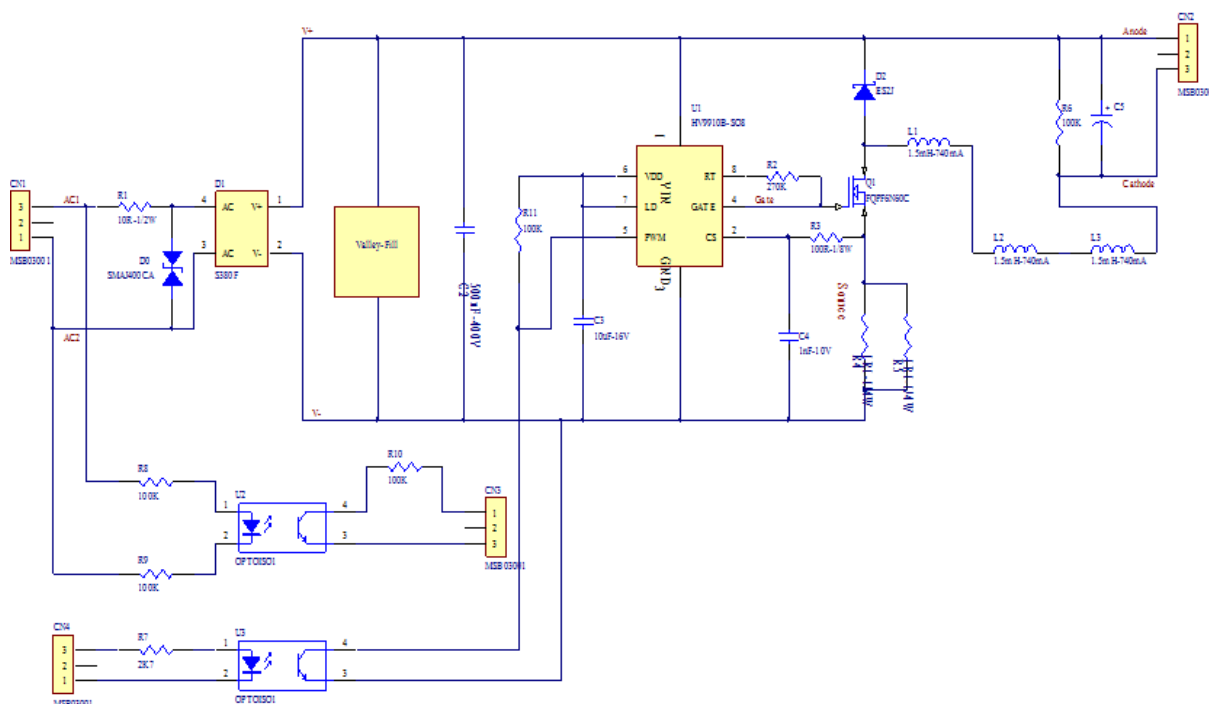 V+
Anode
CN2
1
2
3
MSB0300
D2
ES2J
R6
100K
+
C5
U1
HV9910B-SO8
1
L1
1.5mH-740mA
6
VDD
VIN
RT
8
R2
270K
Cathode
CN1
3
2
1
MSB03001
AC1
R1
10R-1/2W
D1
4
AC
V+
1
3
AC
V-
2
S380F
D0
SMAJ400CA
AC2
Valley-Fill
C2
500nF-400V
R11
100K
7
LD
GATE
4
Gate
Q1
FQPF6N60C
5
PWM
CS
2
R3
100R-1/8W
GND
3
L2
1.5mH-740mA
L3
1.5mH-740mA
Source
C3
10uF-16V
C4
1nF-10V
R4
R5
V-
R8
100K
U2
1
2
4
3
OPTOISO1
R10
100K
CN3
1
2
3
MSB03001
R9
100K
CN4
3
2
1
MSB03001
R7
2K7
U3
1
2
4
3
OPTOISO1